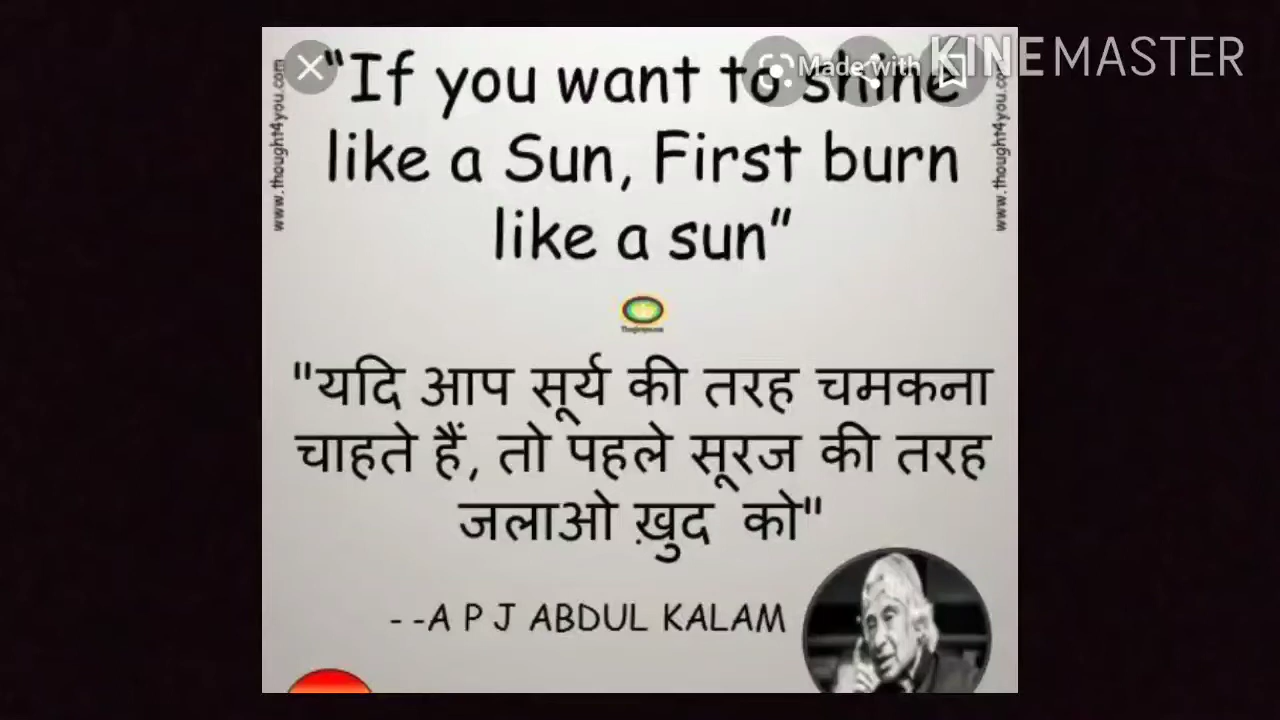 Made with KINEMASTER
"If you want to shine
like a Sun, First burn
like a sun"
www.thought4you.com
www.thought4you.com
"यदि आप सूर्य की तरह चमकना
चाहते हैं, तो पहले सूरज की तरह
जलाओ ख़ुद को"
--A P J ABDUL KALAM